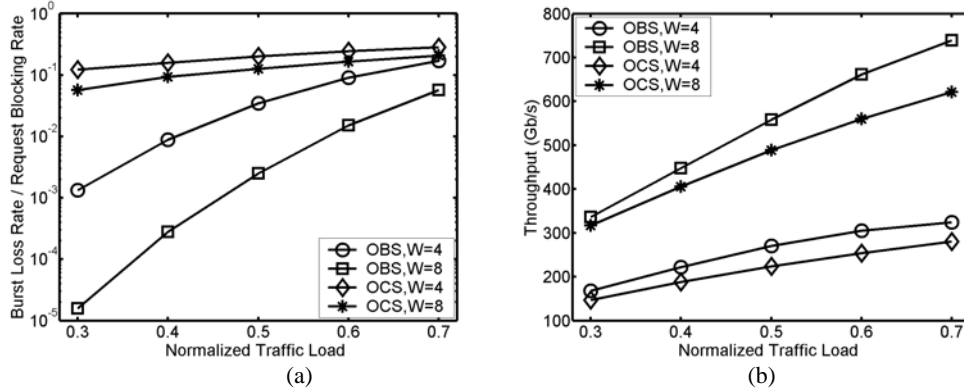 Burst Loss Rate / Request Blocking Rate
10^0
10^-1
10^-2
10^-3
10^-4
10^-5
0.3 0.4 0.5 0.6 0.7
Normalized Traffic Load
OBS,W=4
OBS,W=8
OCS,W=4
OCS,W=8
(a)
Throughput (Gb/s)
800
700
600
500
400
300
200
100
0.3 0.4 0.5 0.6 0.7
Normalized Traffic Load
OBS,W=4
OBS,W=8
OCS,W=4
OCS,W=8
(b)